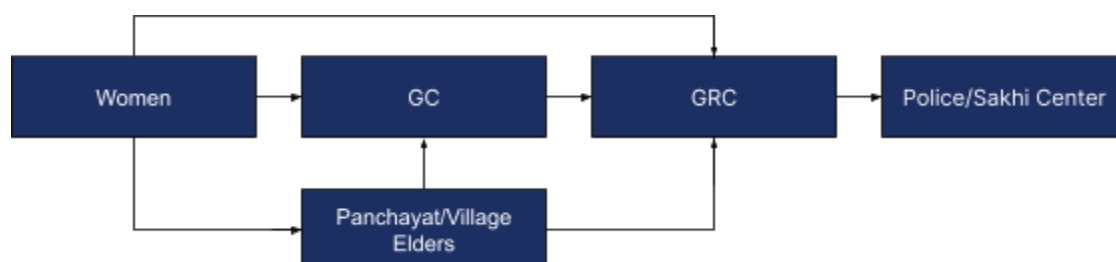 Women
GC
GRC
Police/Sakhi Center
Panchayat/Village
Elders